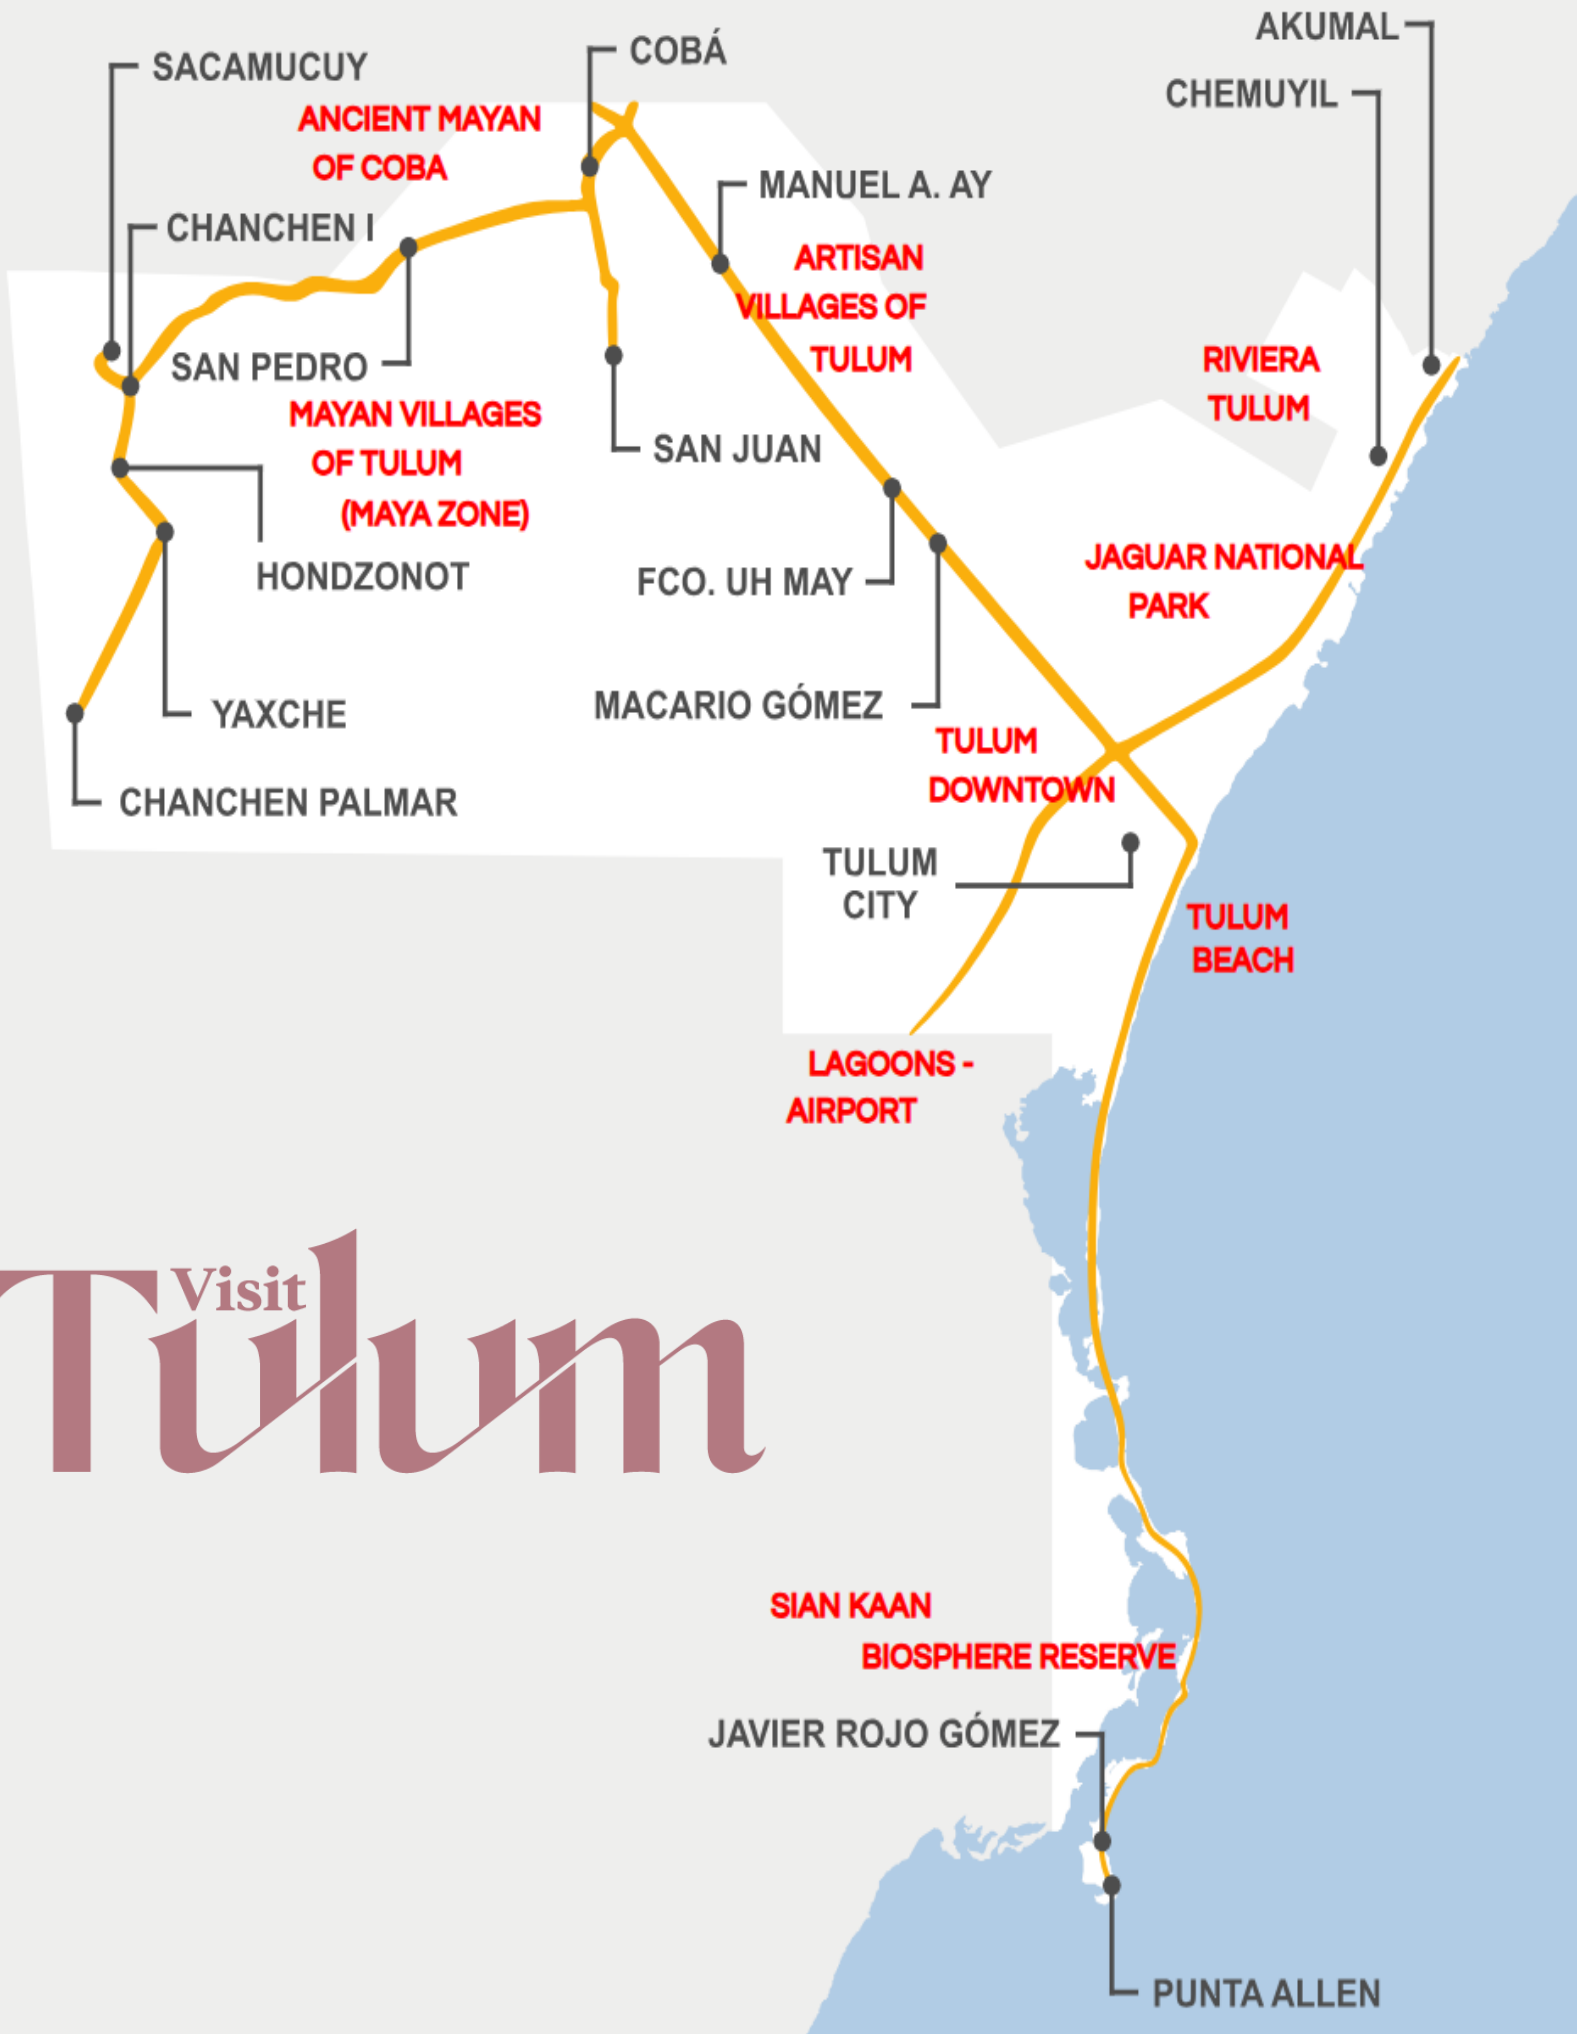 AKUMAL
COBÁ
SACAMUCUY
CHEMUYIL
ANCIENT MAYAN
OF COBA
MANUEL A. AY
CHANCHEN I
ARTISAN
VILLAGES OF
TULUM
SAN PEDRO
RIVIERA
TULUM
MAYAN VILLAGES
OF TULUM
(MAYA ZONE)
SAN JUAN
JAGUAR NATIONAL
PARK
HONDZONOT
FCO. UH MAY
YAXCHE
MACARIO GÓMEZ
TULUM
DOWNTOWN
CHANCHEN PALMAR
TULUM
CITY
TULUM
BEACH
LAGOONS -
AIRPORT
Visit
Tulum
SIAN KAAN
BIOSPHERE RESERVE
JAVIER ROJO GÓMEZ
PUNTA ALLEN